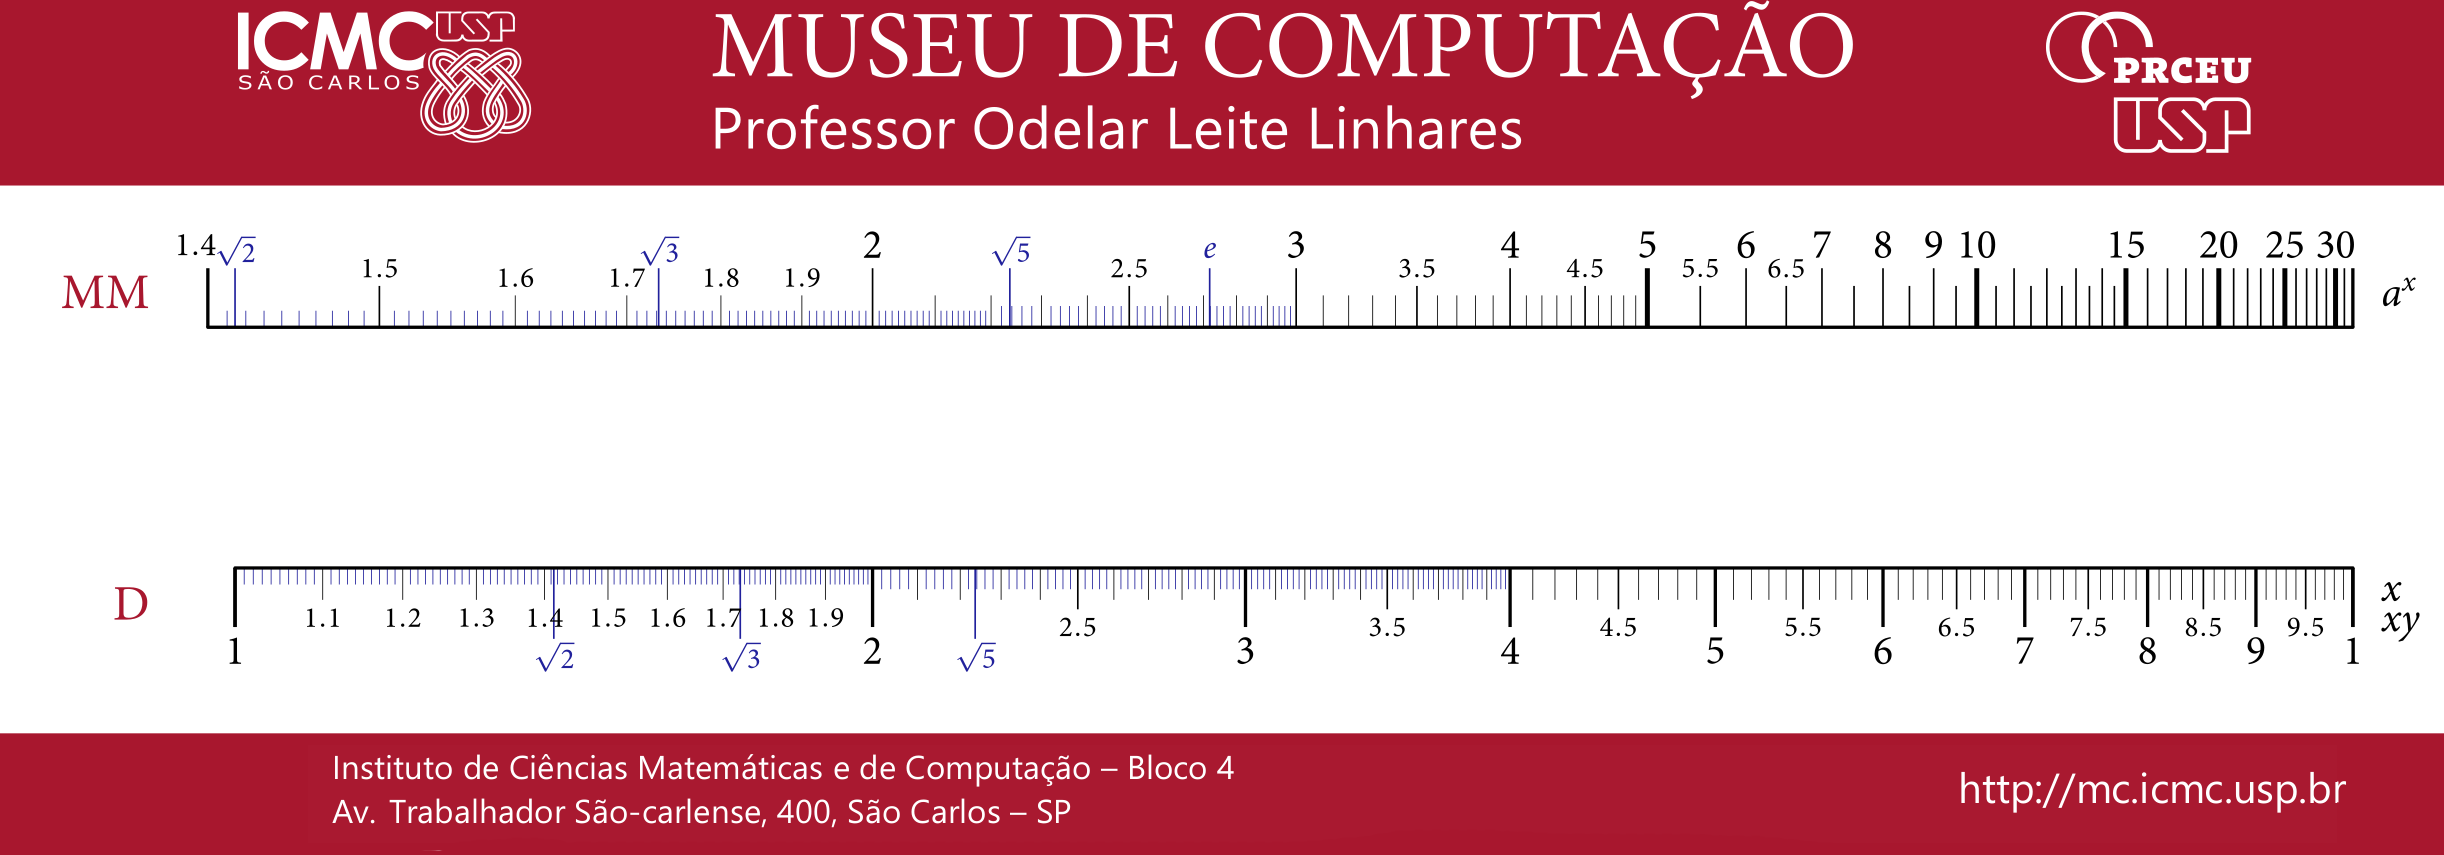 ICMC USP
SÃO CARLOS
MUSEU DE COMPUTAÇÃO
Professor Odelar Leite Linhares
PRCEU
USP
1.4 √2 1.5 1.6 1.7 √3 1.8 1.9 2 √5 2.5 e 3 3.5 4 4.5 5 5.5 6 6.5 7 8 9 10 15 20 25 30
MM aˣ
D x
xy
1.1 1.2 1.3 1.4 1.5 1.6 1.7 1.8 1.9 2.5 3.5 4.5 5.5 6.5 7.5 8.5 9.5
1 √2 √3 2 √5 3 4 5 6 7 8 9 1
Instituto de Ciências Matemáticas e de Computação – Bloco 4
Av. Trabalhador São-carlense, 400, São Carlos – SP
http://mc.icmc.usp.br